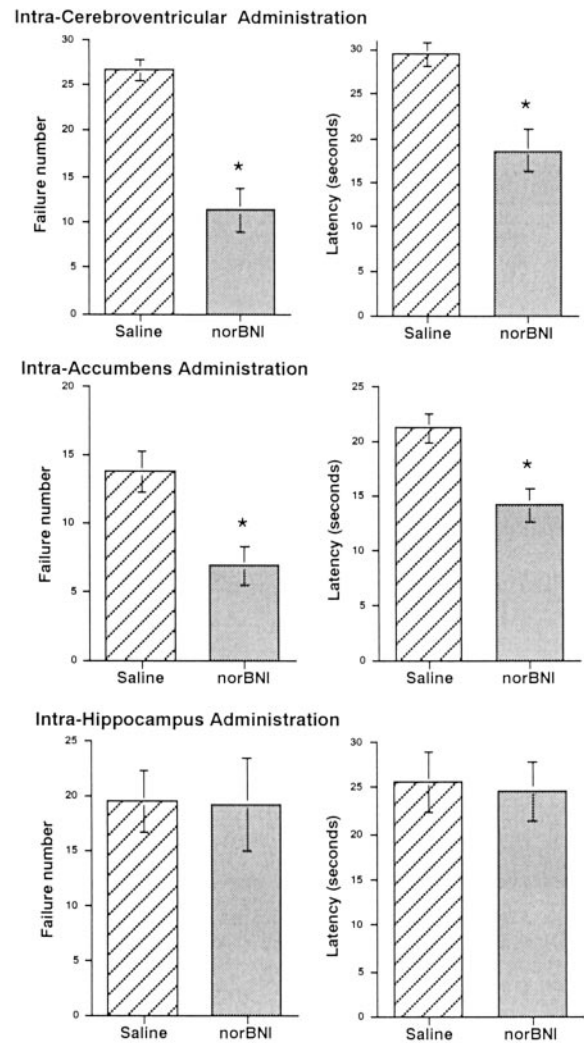 Intra-Cerebroventricular Administration
Failure number
30
25
20
15
10
5
0
*
Saline norBNI
Latency (seconds)
30
25
20
15
10
5
0
*
Saline norBNI
Intra-Accumbens Administration
Failure number
20
15
10
5
0
*
Saline norBNI
Latency (seconds)
25
20
15
10
5
0
*
Saline norBNI
Intra-Hippocampus Administration
Failure number
25
20
15
10
5
0
Saline norBNI
Latency (seconds)
30
25
20
15
10
5
0
Saline norBNI